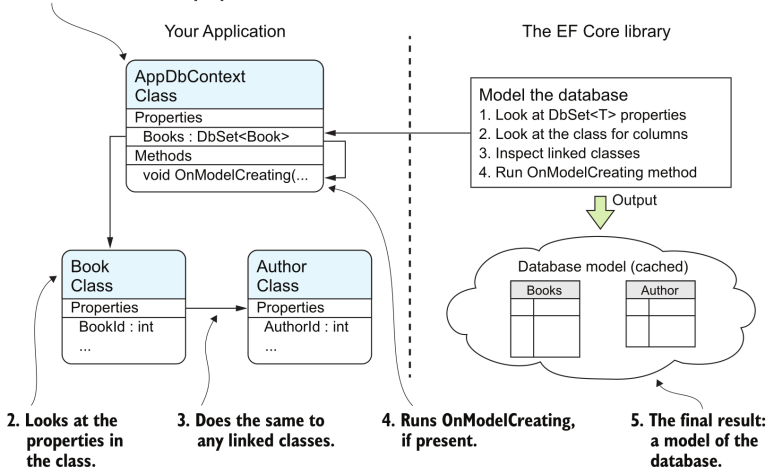 Your Application
The EF Core library
AppDbContext
Class
Properties
Books : DbSet<Book>
Methods
void OnModelCreating(...
Model the database
1. Look at DbSet<T> properties
2. Look at the class for columns
3. Inspect linked classes
4. Run OnModelCreating method
Output
Book
Class
Properties
BookId : int
...
Author
Class
Properties
AuthorId : int
...
Database model (cached)
Books
Author
2. Looks at the
properties in
the class.
3. Does the same to
any linked classes.
4. Runs OnModelCreating,
if present.
5. The final result:
a model of the
database.